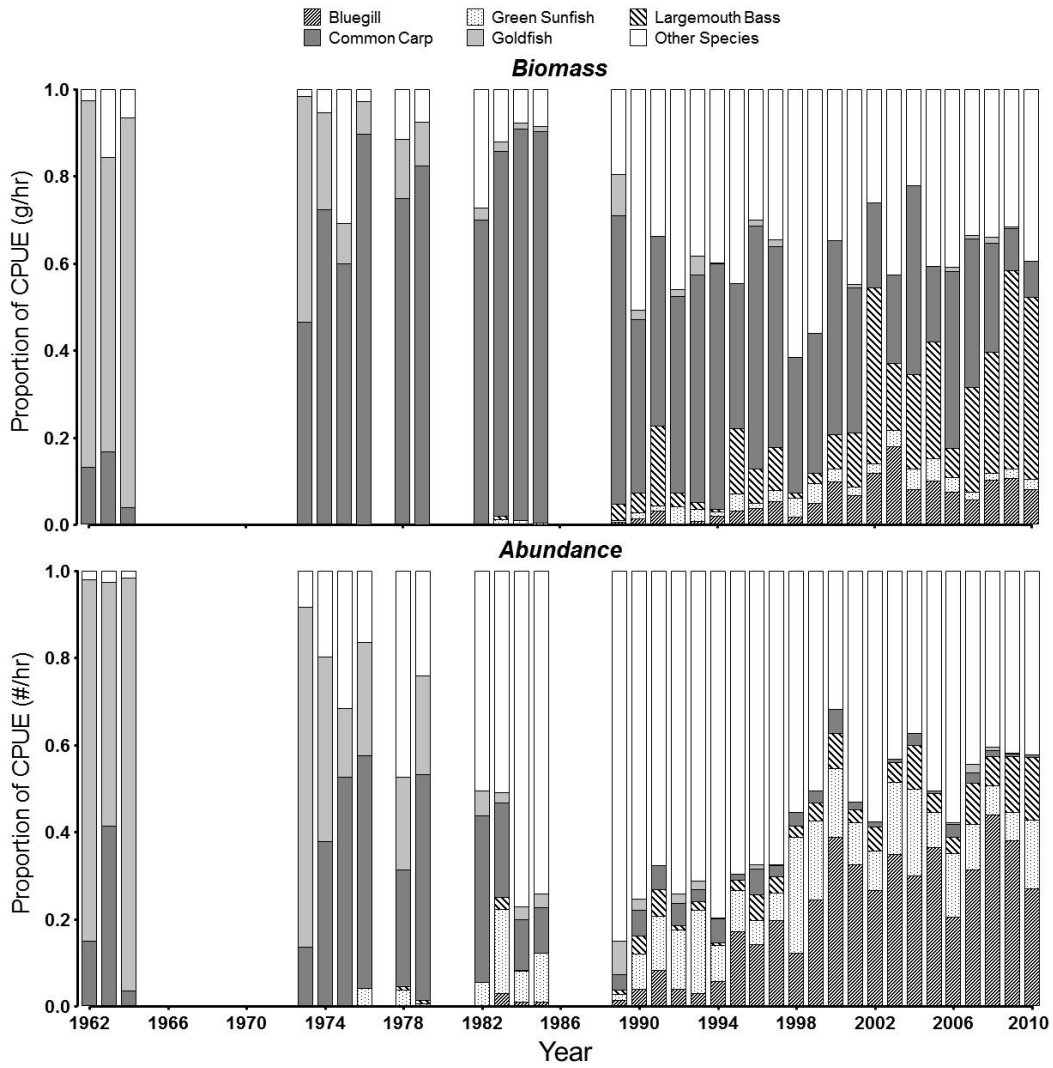 Bluegill Green Sunfish Largemouth Bass
Common Carp Goldfish Other Species
Biomass
Proportion of CPUE (g/hr)
1.0
0.8
0.6
0.4
0.2
0.0
Abundance
Proportion of CPUE (#/hr)
1.0
0.8
0.6
0.4
0.2
0.0
1962 1966 1970 1974 1978 1982 1986 1990 1994 1998 2002 2006 2010
Year